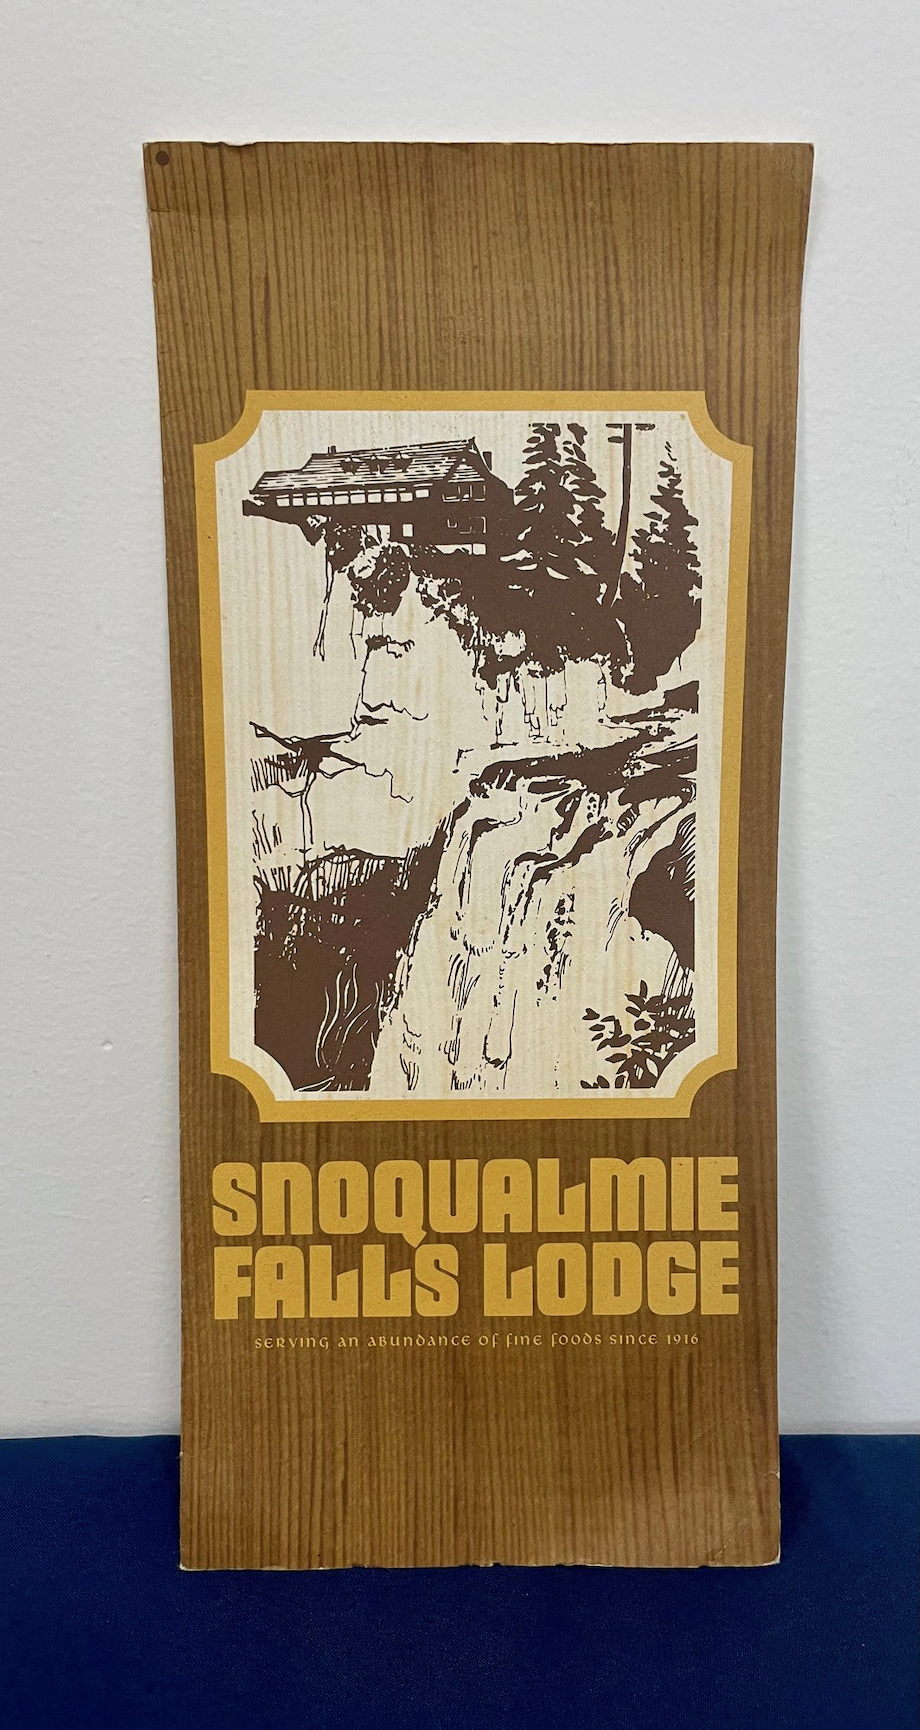 SNOQUALMIE
FALLS LODGE
SERVING AN ABUNDANCE OF FINE FOODS SINCE 1916